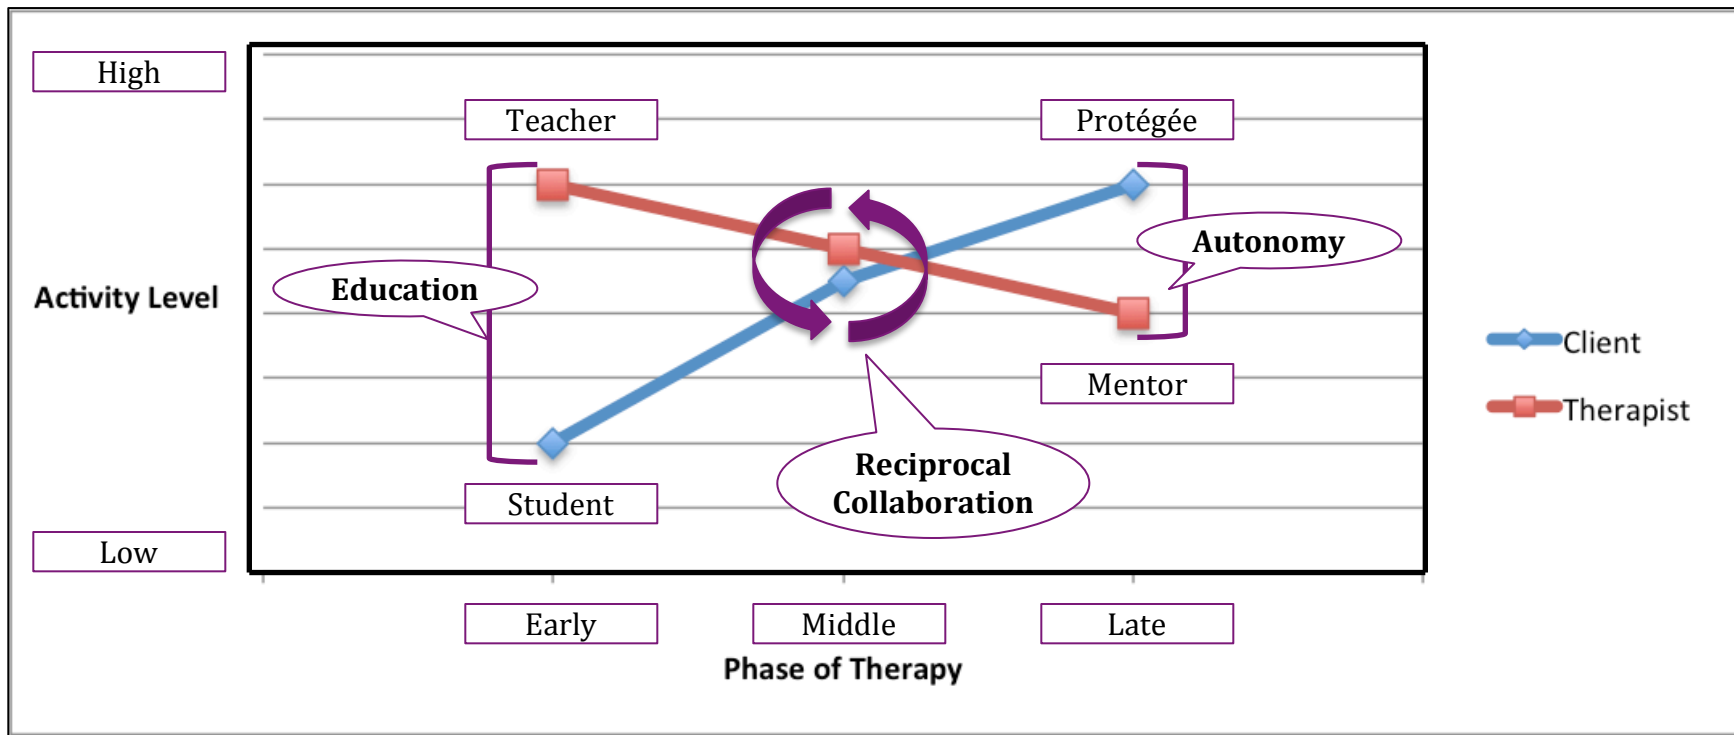 High
Teacher
Protégée
Autonomy
Education
Activity Level
Client
Mentor
Therapist
Reciprocal
Collaboration
Student
Low
Early
Middle
Late
Phase of Therapy